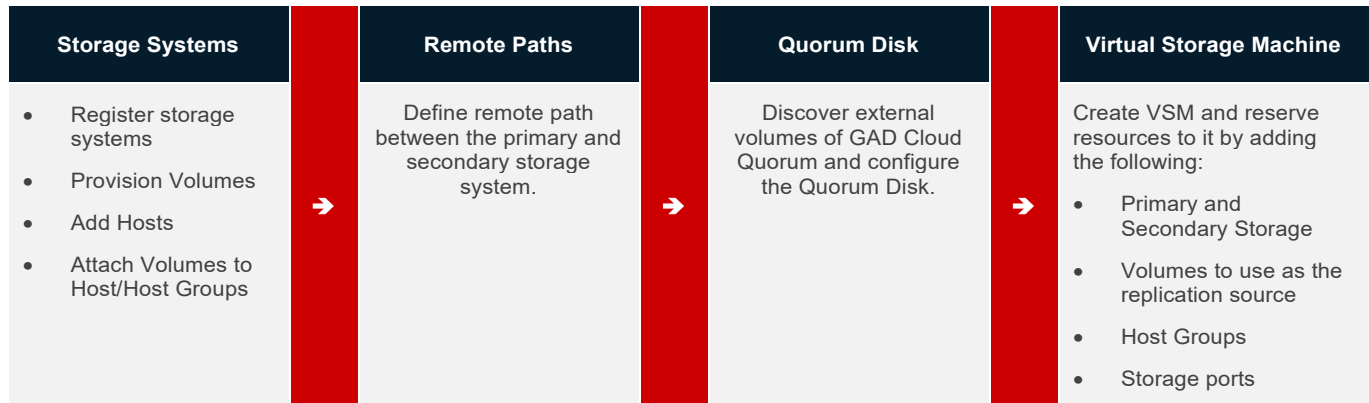 Storage Systems
• Register storage
systems
• Provision Volumes
• Add Hosts
• Attach Volumes to
Host/Host Groups
➔
Remote Paths
Define remote path
between the primary and
secondary storage
system.
➔
Quorum Disk
Discover external
volumes of GAD Cloud
Quorum and configure
the Quorum Disk.
➔
Virtual Storage Machine
Create VSM and reserve
resources to it by adding
the following:
• Primary and
Secondary Storage
• Volumes to use as the
replication source
• Host Groups
• Storage ports